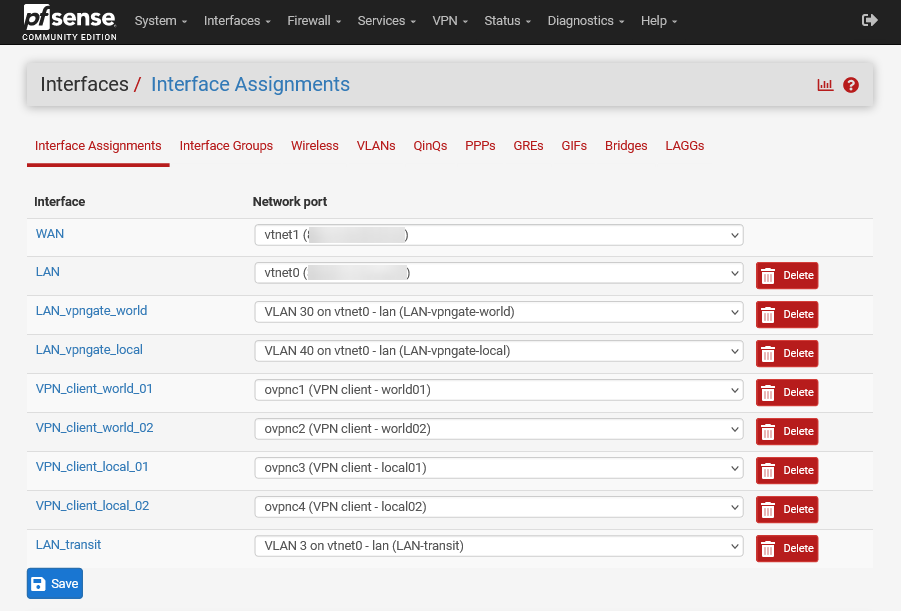 pfsense
COMMUNITY EDITION
System Interfaces Firewall Services VPN Status Diagnostics Help
Interfaces / Interface Assignments
Interface Assignments Interface Groups Wireless VLANs QinQs PPPs GREs GIFs Bridges LAGGs
Interface Network port
WAN vtnet1 ( )
LAN vtnet0 ( ) Delete
LAN_vpngate_world VLAN 30 on vtnet0 - lan (LAN-vpngate-world) Delete
LAN_vpngate_local VLAN 40 on vtnet0 - lan (LAN-vpngate-local) Delete
VPN_client_world_01 ovpnc1 (VPN client - world01) Delete
VPN_client_world_02 ovpnc2 (VPN client - world02) Delete
VPN_client_local_01 ovpnc3 (VPN client - local01) Delete
VPN_client_local_02 ovpnc4 (VPN client - local02) Delete
LAN_transit VLAN 3 on vtnet0 - lan (LAN-transit) Delete
Save